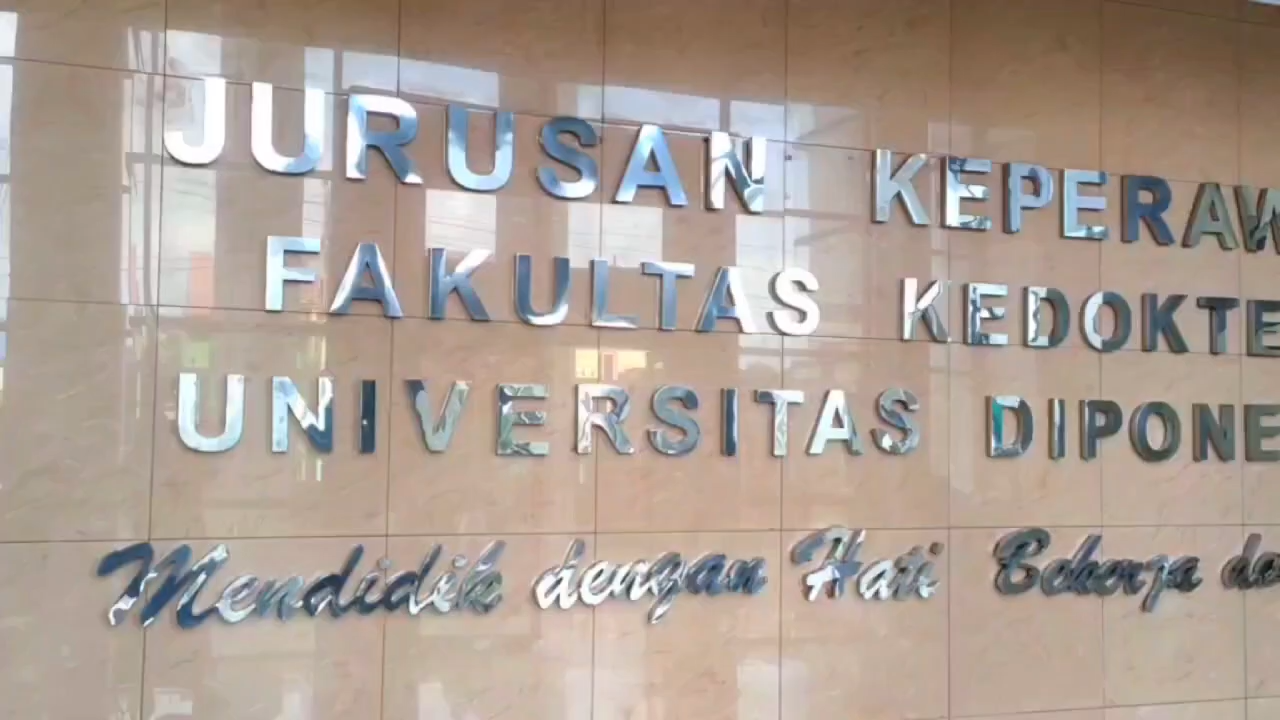 JURUSAN KEPERAW
FAKULTAS KEDOKTE
UNIVERSITAS DIPONE
Mendidik dengan Hati Bekerja de